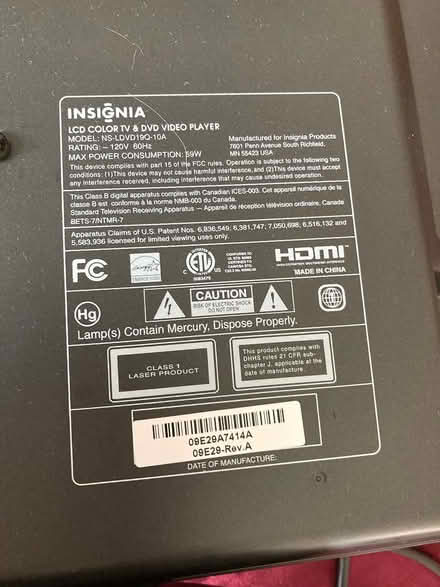 INSIGNIA
LCD COLOR TV & DVD VIDEO PLAYER
MODEL: NS-LDVD19Q-10A
RATING: ~ 120V 60Hz
MAX POWER CONSUMPTION: 59W
Manufactured for Insignia Products
7601 Penn Avenue South Richfield,
MN 55423 USA
This device complies with part 15 of the FCC rules. Operation is subject to the following two
conditions: (1)This device may not cause harmful interference,and (2)This device must accept
any interference received, including interference that may cause undesired operation.
This Class B digital apparatus complies with Canadian ICES-003. Cet appareil numérique de la
classe B est conforme à la norme NMB-003 du Canada.
Standard Television Receiving Apparatus – Appareil de réception télévision ordinaire, Canada
BETS-7/NTMR-7
Apparatus Claims of U.S. Patent Nos. 6,836,549; 6,381,747; 7,050,698; 6,516,132 and
5,583,936 licensed for limited viewing uses only.
FC
ENERGY STAR
ETL
C US
LISTED
HDMI
MADE IN CHINA
Hg
CAUTION
RISK OF ELECTRIC SHOCK
DO NOT OPEN
Lamp(s) Contain Mercury, Dispose Properly.
CLASS 1
LASER PRODUCT
This product complies with
DHHS rules 21 CFR sub-
chapter J, applicable at the
date of manufacture.
09E29A7414A
09E29-Rev.A
DATE OF MANUFACTURE: